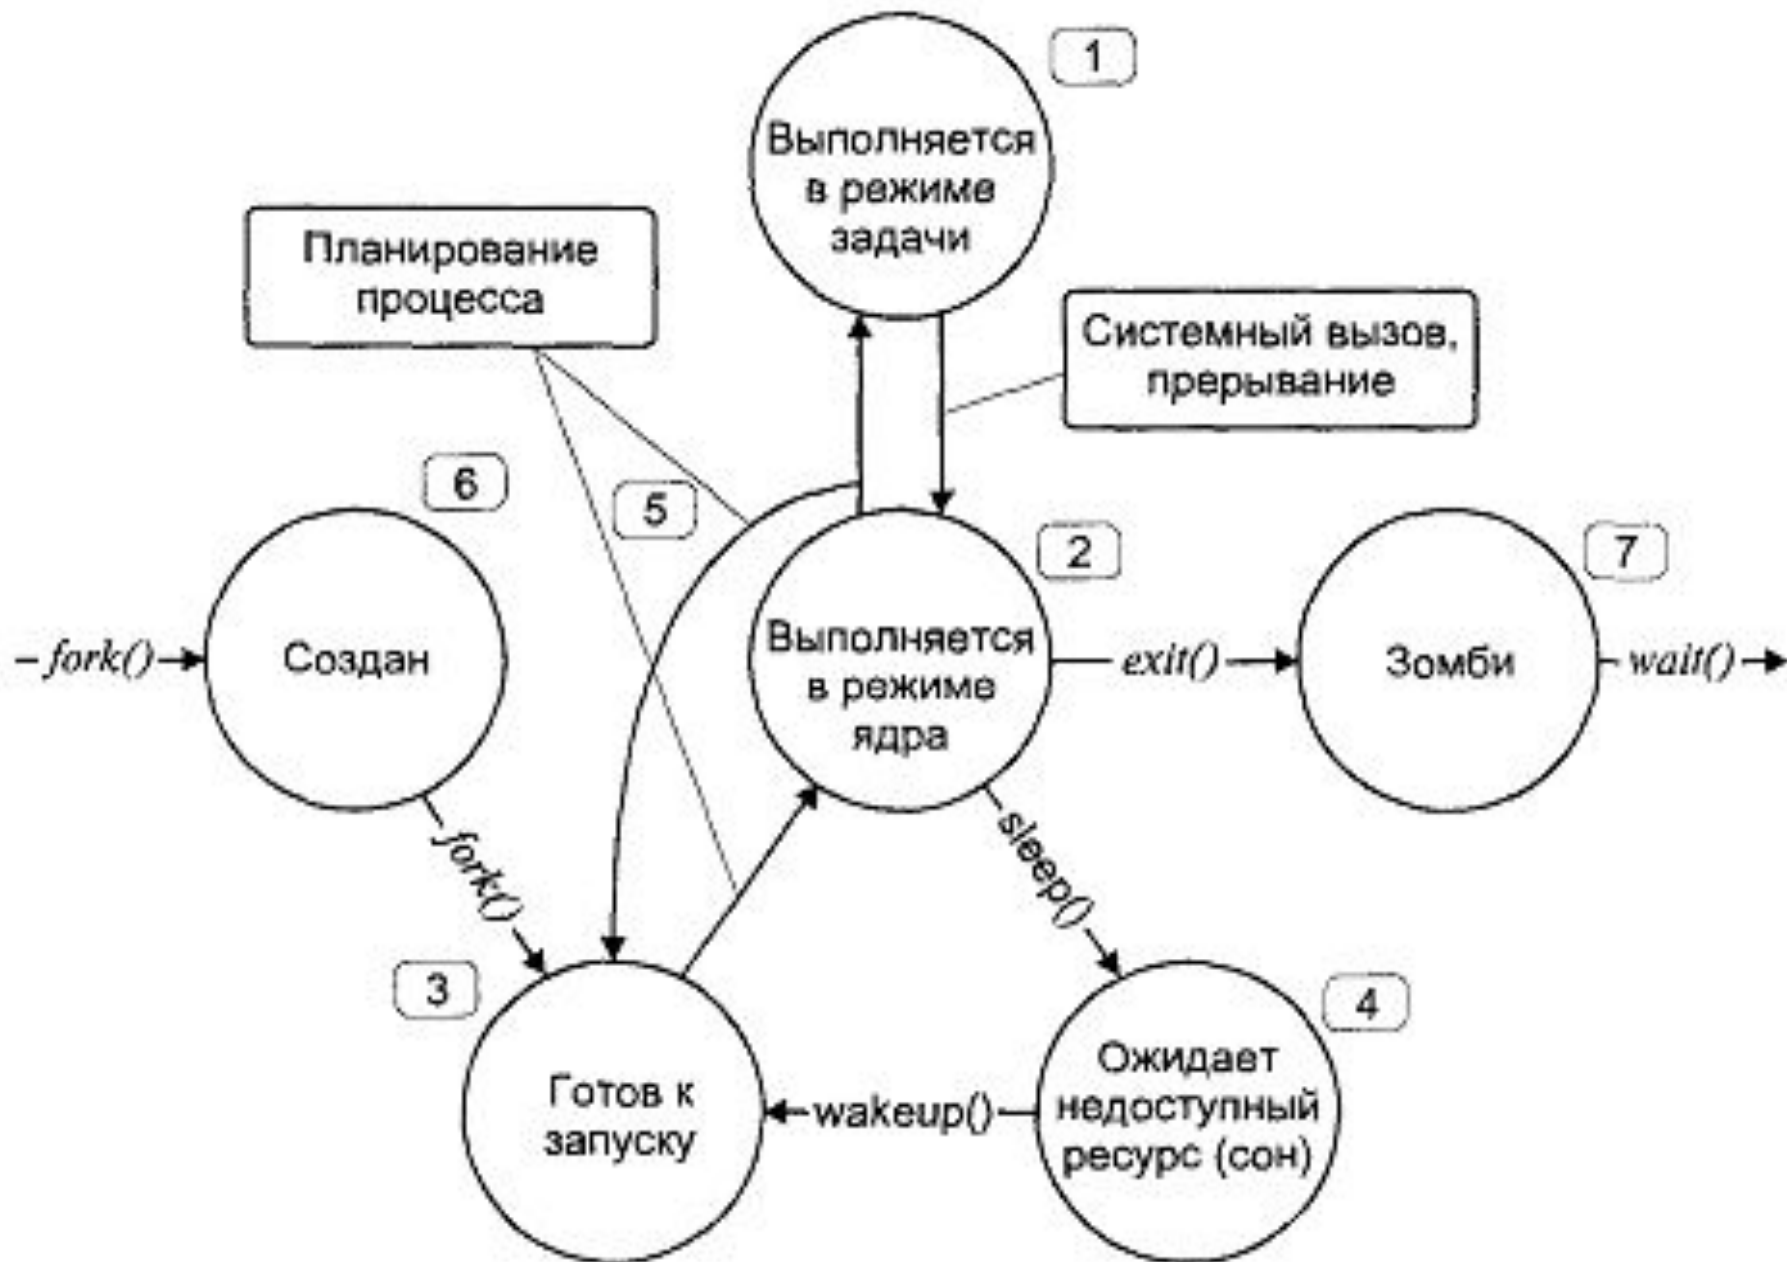 1
Выполняется
в режиме
задачи
Планирование
процесса
Системный вызов,
прерывание
6
5
2
7
– fork()
Создан
Выполняется
в режиме
ядра
exit()
Зомби
wait()
fork()
sleep()
3
4
Готов к
запуску
wakeup()
Ожидает
недоступный
ресурс (сон)